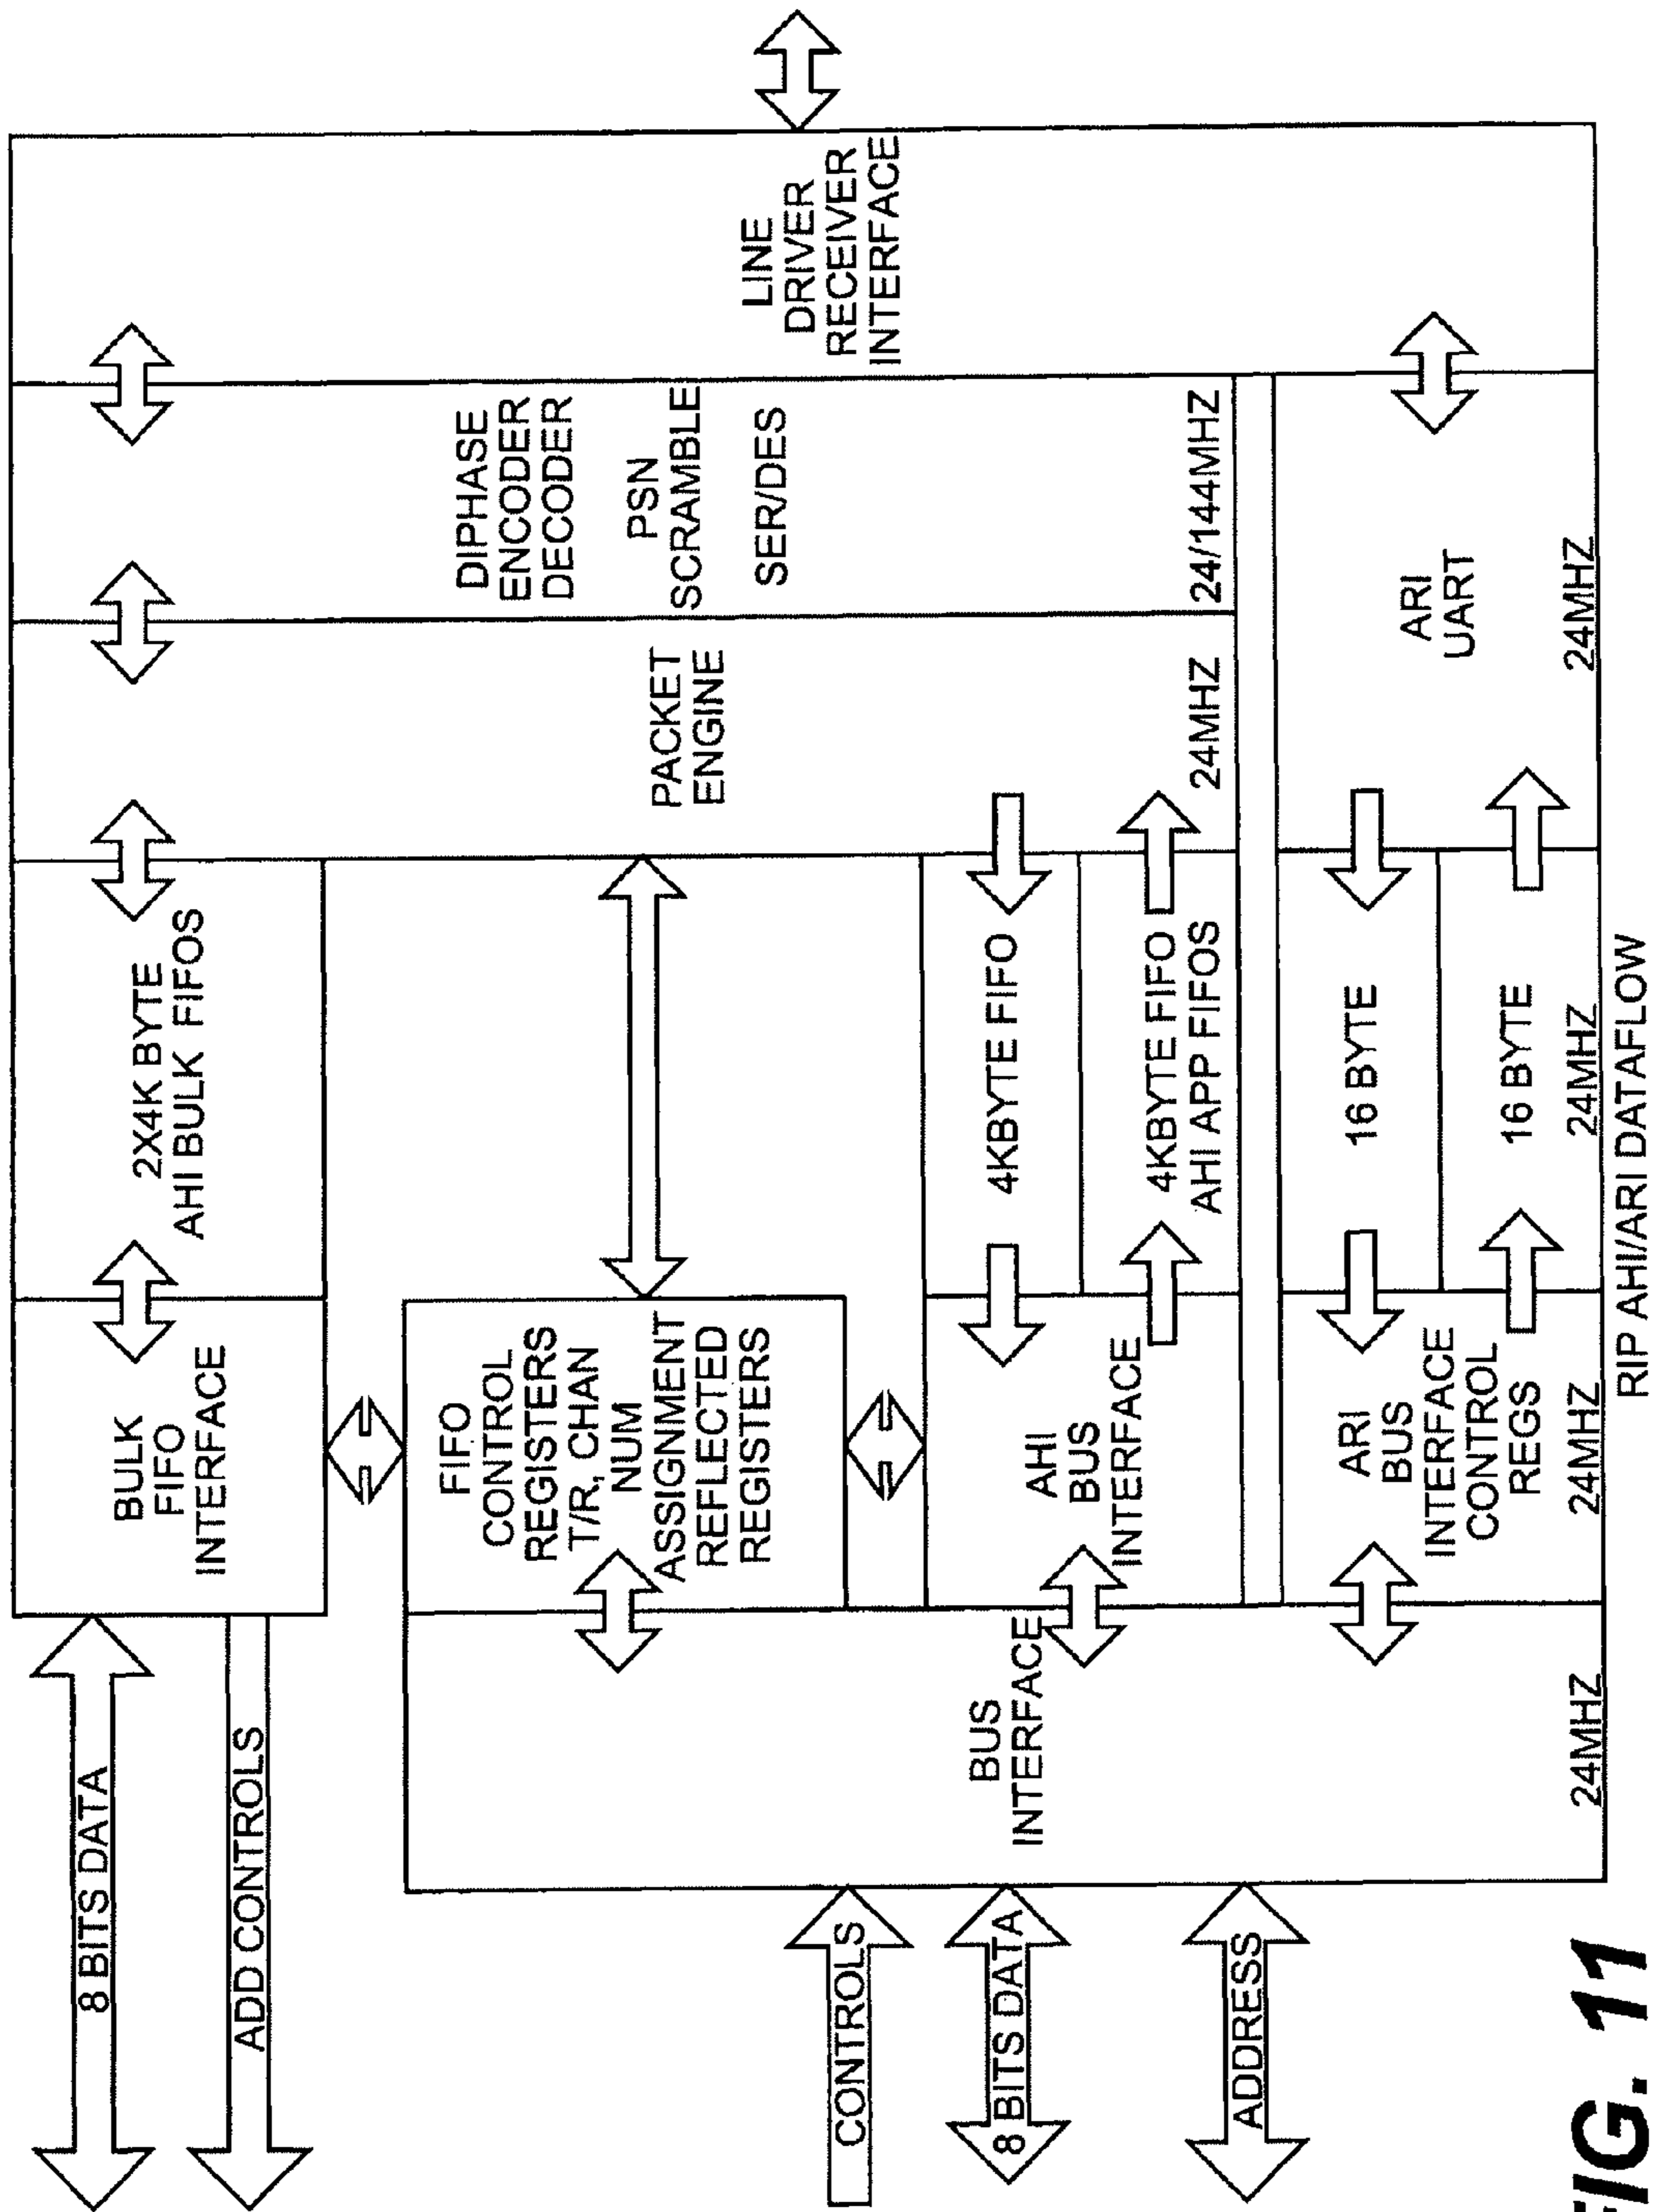 8 BITS DATA
ADD CONTROLS
BULK
FIFO
INTERFACE
2X4K BYTE
AHI BULK FIFOS
CONTROLS
8 BITS DATA
ADDRESS
BUS
INTERFACE
24MHZ
FIFO
CONTROL
REGISTERS
T/R, CHAN
NUM
ASSIGNMENT
REFLECTED
REGISTERS
AHI
BUS
INTERFACE
ARI
BUS
INTERFACE
CONTROL
REGS
24MHZ
4KBYTE FIFO
4KBYTE FIFO
AHI APP FIFOS
16 BYTE
16 BYTE
24MHZ
PACKET
ENGINE
24MHZ
DIPHASE
ENCODER
DECODER
PSN
SCRAMBLE
SER/DES
24/144MHZ
ARI
UART
24MHZ
LINE
DRIVER
RECEIVER
INTERFACE
RIP AHI/ARI DATAFLOW
FIG. 11